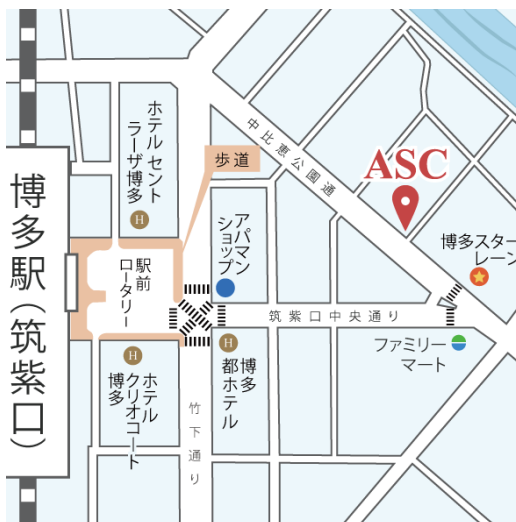 博多駅(筑紫口)
ホテル セント
ラーザ博多
H
歩道
中比恵公園通
ASC
博多スター
レーン
アパマン
ショップ
駅前
ロータリー
筑紫口中央通り
ファミリー
マート
H
ホテル
クリオコート
博多
H
博多
都ホテル
竹下通り